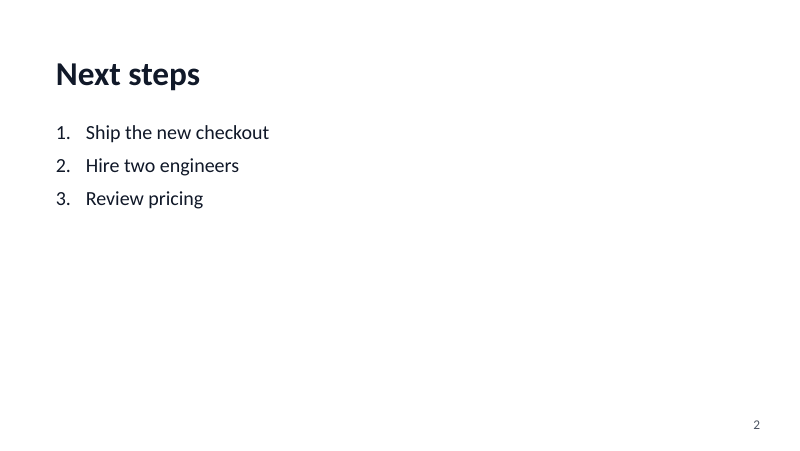 Next steps
1. Ship the new checkout
2. Hire two engineers
3. Review pricing
2